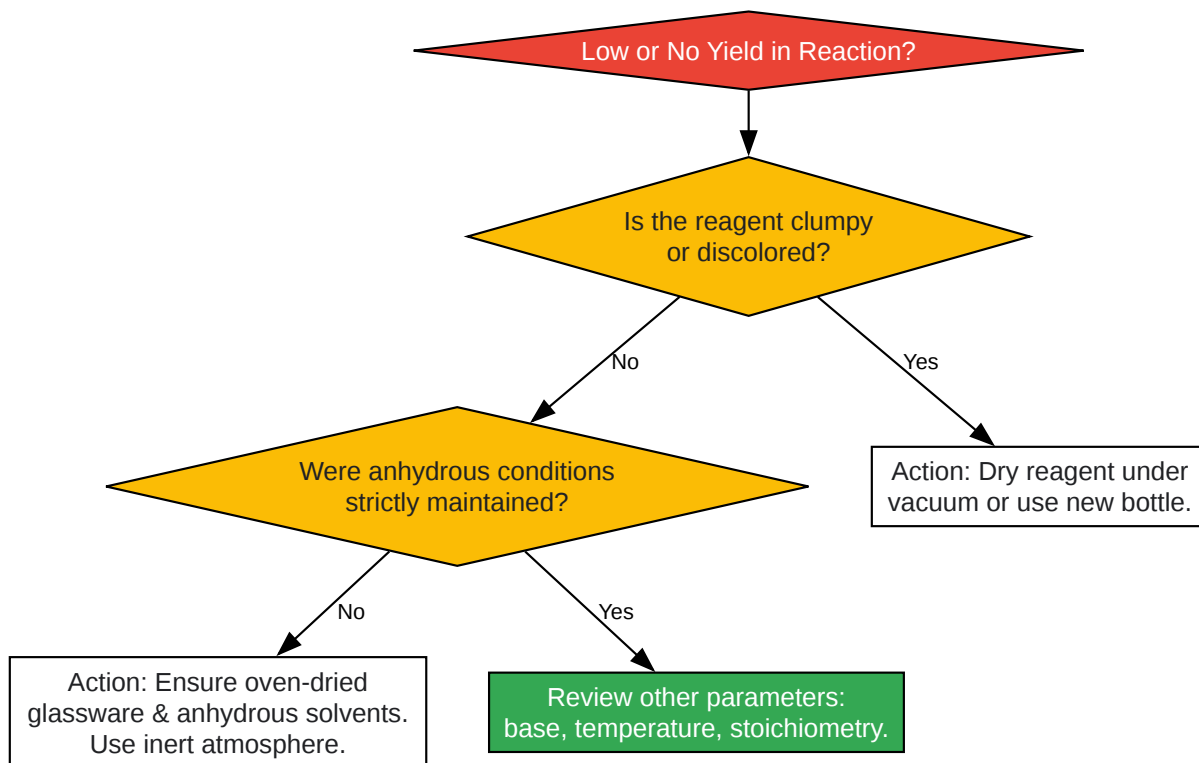 Low or No Yield in Reaction?
Is the reagent clumpy
or discolored?
No
Yes
Were anhydrous conditions
strictly maintained?
Action: Dry reagent under
vacuum or use new bottle.
No
Yes
Action: Ensure oven-dried
glassware & anhydrous solvents.
Use inert atmosphere.
Review other parameters:
base, temperature, stoichiometry.